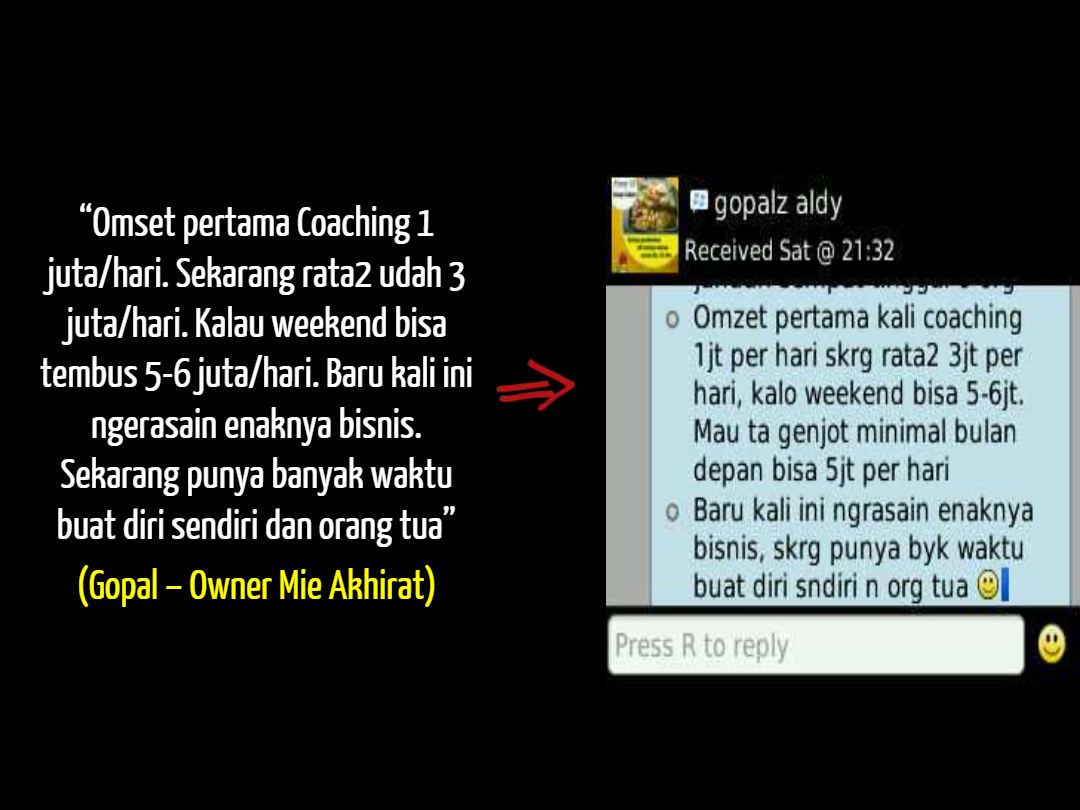 “Omset pertama Coaching 1
juta/hari. Sekarang rata2 udah 3
juta/hari. Kalau weekend bisa
tembus 5-6 juta/hari. Baru kali ini
ngerasain enaknya bisnis.
Sekarang punya banyak waktu
buat diri sendiri dan orang tua”
(Gopal – Owner Mie Akhirat)
gopalz aldy
Received Sat @ 21:32
Omzet pertama kali coaching
1jt per hari skrg rata2 3jt per
hari, kalo weekend bisa 5-6jt.
Mau ta genjot minimal bulan
depan bisa 5jt per hari
Baru kali ini ngrasain enaknya
bisnis, skrg punya byk waktu
buat diri sndiri n org tua
Press R to reply